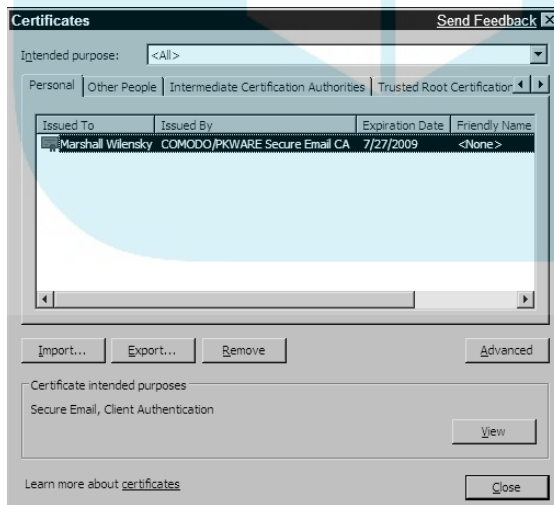 Certificates Send Feedback
Intended purpose: <All>
Personal Other People Intermediate Certification Authorities Trusted Root Certification
Issued To Issued By Expiration Date Friendly Name
Marshall Wilensky COMODO/PKWARE Secure Email CA 7/27/2009 <None>
Import... Export... Remove Advanced
Certificate intended purposes
Secure Email, Client Authentication
View
Learn more about certificates
Close